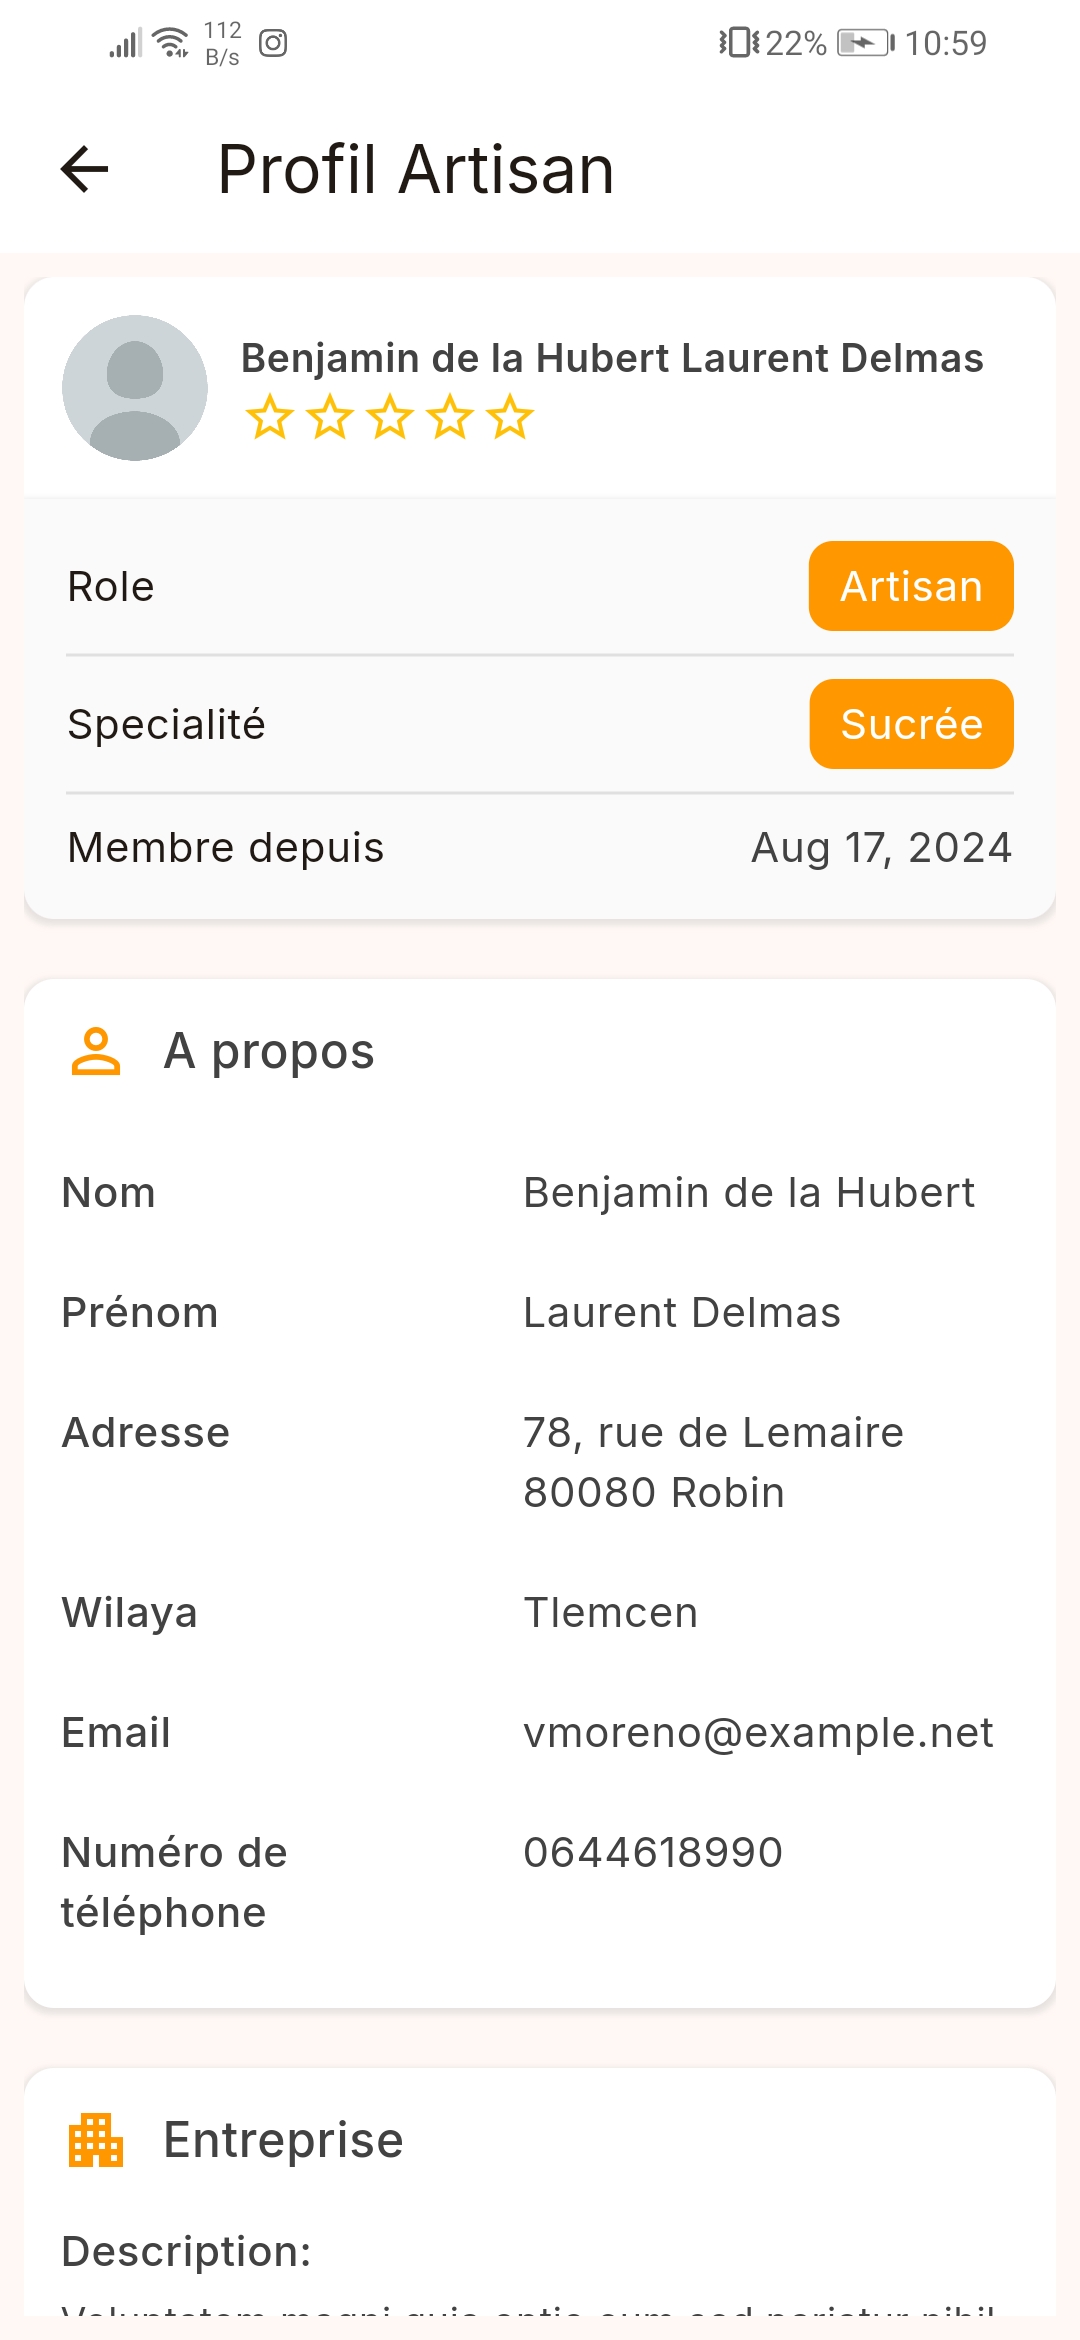 112
B/s
22%
10:59
Profil Artisan
Benjamin de la Hubert Laurent Delmas
Role
Artisan
Specialité
Sucrée
Membre depuis
Aug 17, 2024
A propos
Nom
Benjamin de la Hubert
Prénom
Laurent Delmas
Adresse
78, rue de Lemaire
80080 Robin
Wilaya
Tlemcen
Email
vmoreno@example.net
Numéro de
téléphone
0644618990
Entreprise
Description: